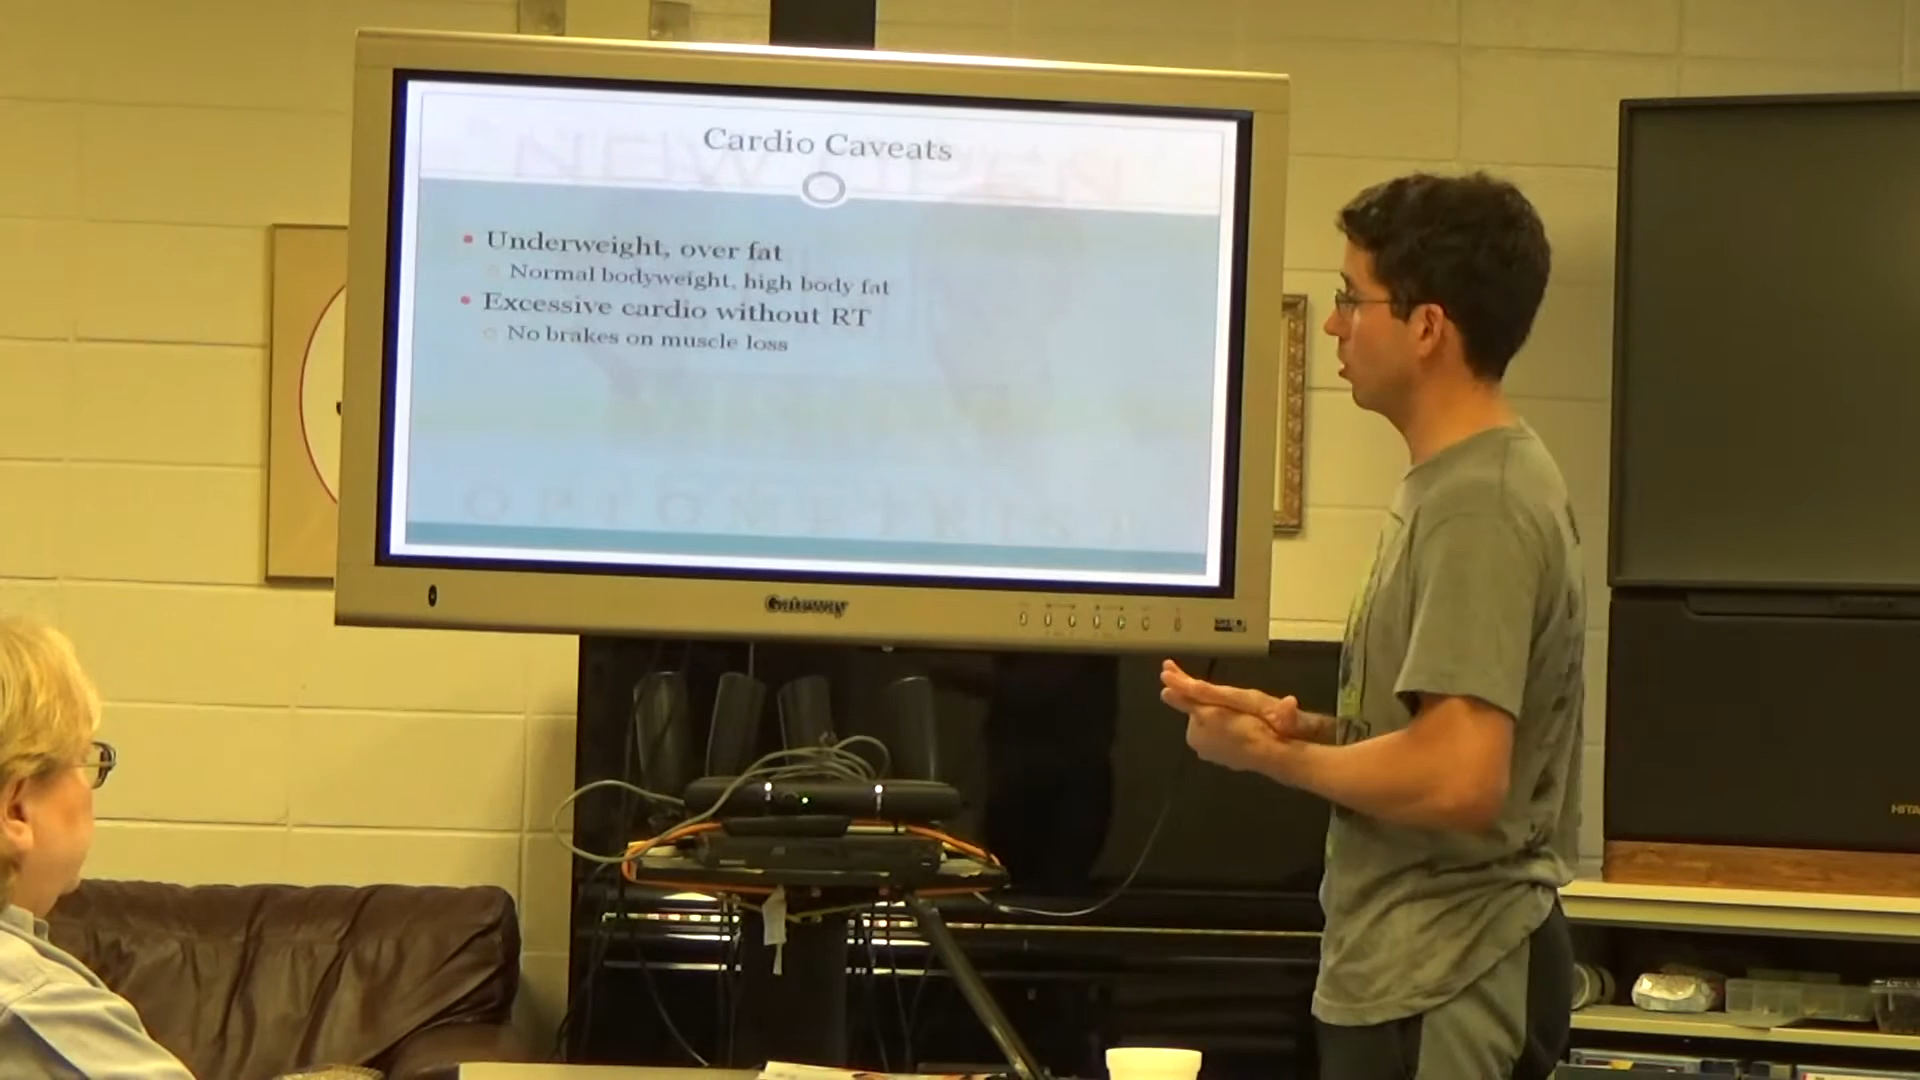 Cardio Caveats
Underweight, over fat
Normal bodyweight, high body fat
Excessive cardio without RT
No brakes on muscle loss
Gateway
HITA